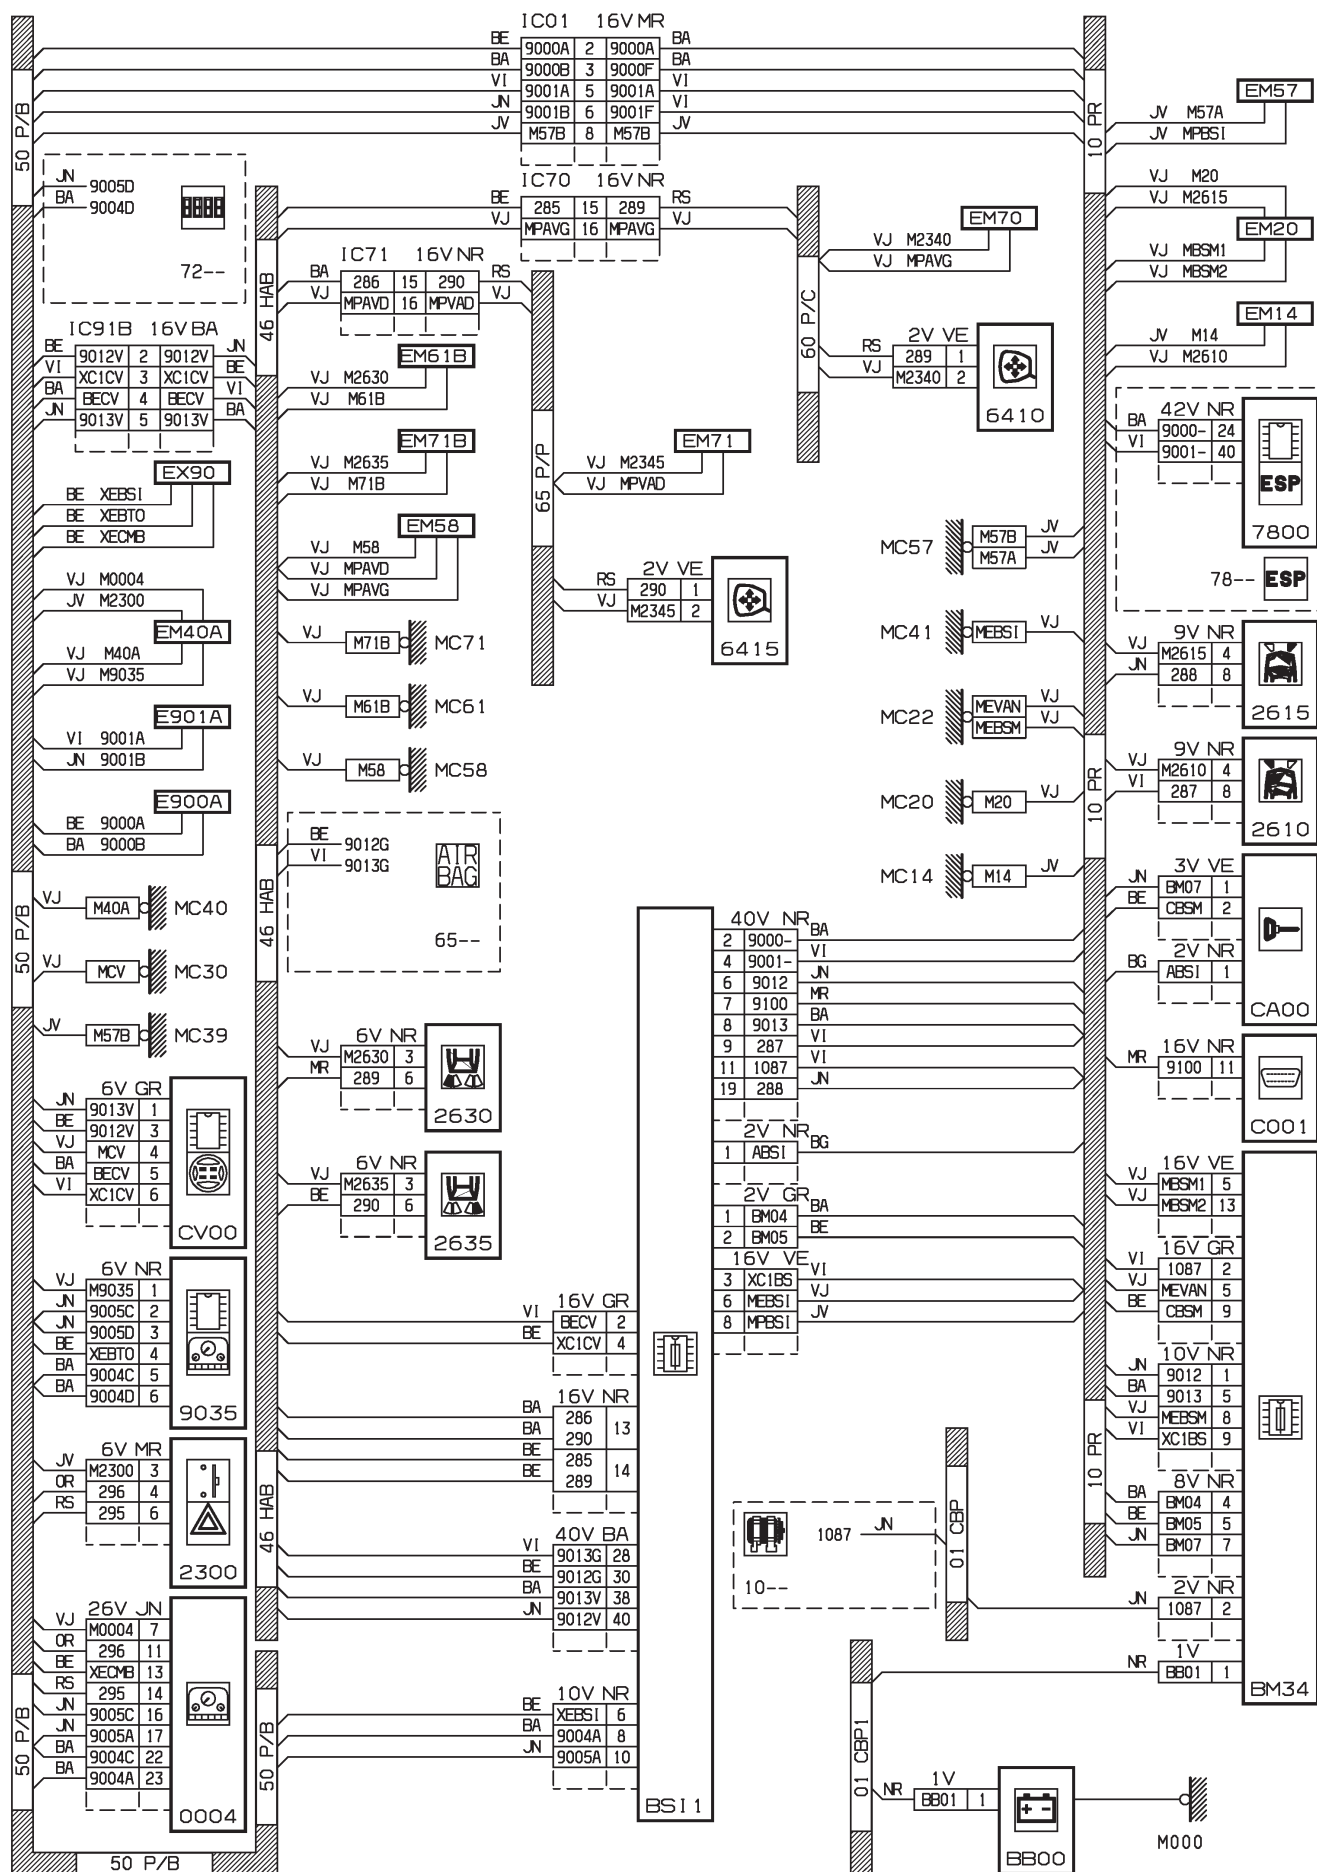 IC01 16V MR
BE 9000A 2 9000A BA
BA 9000B 3 9000F BA
VI 9001A 5 9001A VI
JN 9001B 6 9001F VI
JV M57B 8 M57B JV
50 P/B
10 PR
EM57
JV M57A
JV MPBSI
JN 9005D
BA 9004D
72--
IC70 16V NR
BE 285 15 289 RS
VJ MPAVG 16 MPAVG VJ
VJ M20
VJ M2615
EM20
VJ MBSM1
VJ MBSM2
EM70
VJ M2340
VJ MPAVG
IC71 16V NR
BA 286 15 290 RS
VJ MPAVD 16 MPVAD VJ
46 HAB
60 P/C
EM14
JV M14
VJ M2610
IC91B 16V BA
BE 9012V 2 9012V JN
VI XC1CV 3 XC1CV BE
BA BECV 4 BECV VI
JN 9013V 5 9013V BA
EM61B
VJ M2630
VJ M61B
2V VE
RS 289 1
VJ M2340 2
6410
42V NR
BA 9000- 24
VI 9001- 40
ESP
7800
78-- ESP
EX90
BE XEBSI
BE XEBTO
BE XECMB
EM71B
VJ M2635
VJ M71B
65 P/P
EM71
VJ M2345
VJ MPVAD
EM58
VJ M58
VJ MPAVD
VJ MPAVG
MC57 M57B JV
M57A JV
2V VE
RS 290 1
VJ M2345 2
6415
VJ M0004
JV M2300
EM40A
VJ M40A
VJ M9035
VJ M71B MC71
MC41 MEBSI VJ
9V NR
VJ M2615 4
JN 288 8
2615
E901A
VI 9001A
JN 9001B
VJ M61B MC61
MC22 MEVAN VJ
MEBSM VJ
VJ M58 MC58
9V NR
VJ M2610 4
VI 287 8
2610
10 PR
MC20 M20 VJ
E900A
BE 9000A
BA 9000B
BE 9012G
VI 9013G
AIR
BAG
65--
46 HAB
MC14 M14 JV
50 P/B
VJ M40A MC40
VJ MCV MC30
JV M57B MC39
3V VE
JN BM07 1
BE CBSM 2
2V NR
BG ABSI 1
CA00
40V NR
2 9000- BA
4 9001- VI
6 9012 JN
7 9100 MR
8 9013 BA
9 287 VI
11 1087 VI
19 288 JN
2V NR
1 ABSI BG
2V GR
1 BM04 BA
2 BM05 BE
16V VE
3 XC1BS VI
6 MEBSI VJ
8 MPBSI JV
16V NR
MR 9100 11
C001
6V NR
VJ M2630 3
MR 289 6
2630
6V NR
VJ M2635 3
BE 290 6
2635
6V GR
JN 9013V 1
BE 9012V 3
VJ MCV 4
BA BECV 5
VI XC1CV 6
CV00
6V NR
VJ M9035 1
JN 9005C 2
JN 9005D 3
BE XEBTO 4
BA 9004C 5
BA 9004D 6
9035
16V VE
VJ MBSM1 5
VJ MBSM2 13
16V GR
VI 1087 2
VJ MEVAN 5
BE CBSM 9
10V NR
JN 9012 1
BA 9013 5
VJ MEBSM 8
VI XC1BS 9
8V NR
BA BM04 4
BE BM05 5
JN BM07 7
2V NR
JN 1087 2
1V
NR BB01 1
BM34
10 PR
16V GR
VI BECV 2
BE XC1CV 4
16V NR
BA 286
BA 290 13
BE 285
BE 289 14
40V BA
VI 9013G 28
BE 9012G 30
BA 9013V 38
JN 9012V 40
10V NR
BE XEBSI 6
BA 9004A 8
JN 9005A 10
BSI1
46 HAB
6V MR
JV M2300 3
OR 296 4
RS 295 6
2300
26V JN
VJ M0004 7
OR 296 11
BE XECMB 13
RS 295 14
JN 9005C 16
JN 9005A 17
BA 9004C 22
BA 9004A 23
0004
50 P/B
50 P/B
50 P/B
1087 JN
10--
01 CBP
01 CBP1
1V
NR BB01 1
+ -
BB00
M000